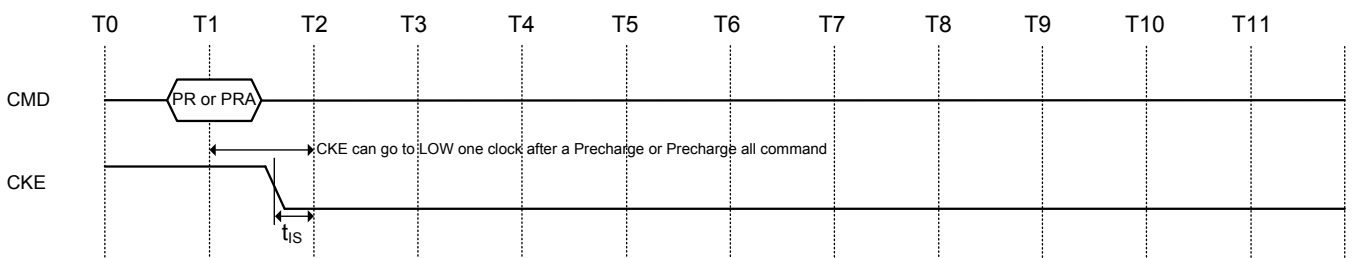 T0 T1 T2 T3 T4 T5 T6 T7 T8 T9 T10 T11
CMD PR or PRA
CKE can go to LOW one clock after a Precharge or Precharge all command
CKE
tIS